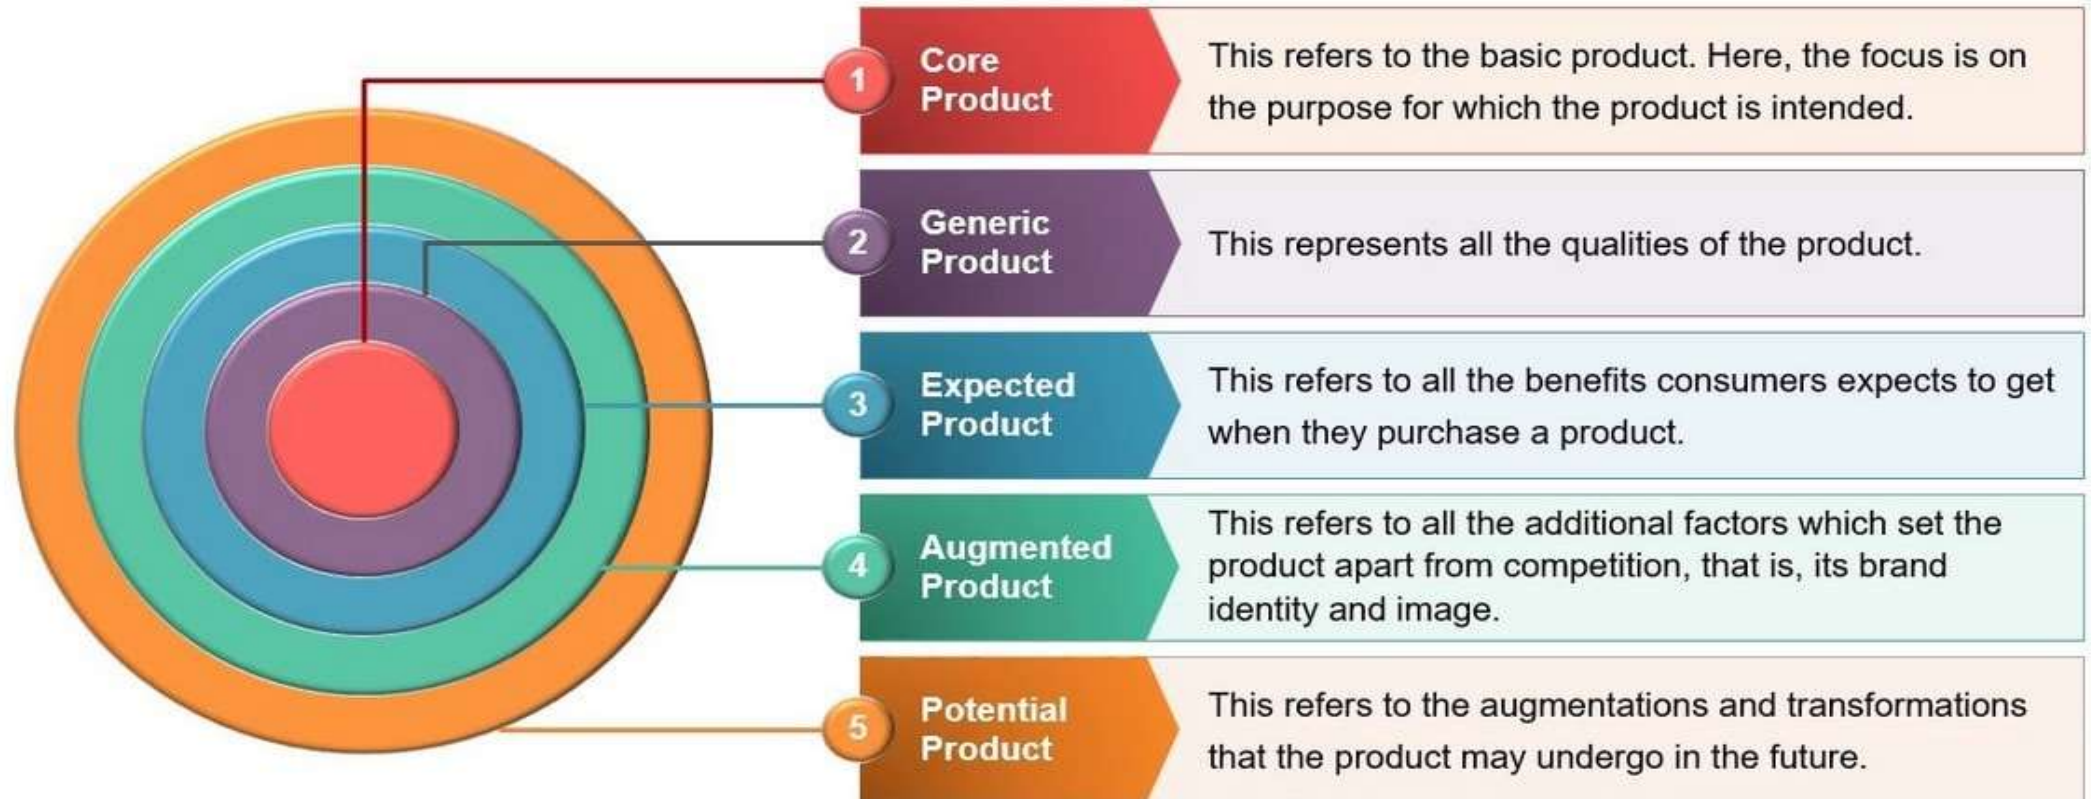 1
Core
Product
This refers to the basic product. Here, the focus is on
the purpose for which the product is intended.
2
Generic
Product
This represents all the qualities of the product.
3
Expected
Product
This refers to all the benefits consumers expects to get
when they purchase a product.
4
Augmented
Product
This refers to all the additional factors which set the
product apart from competition, that is, its brand
identity and image.
5
Potential
Product
This refers to the augmentations and transformations
that the product may undergo in the future.